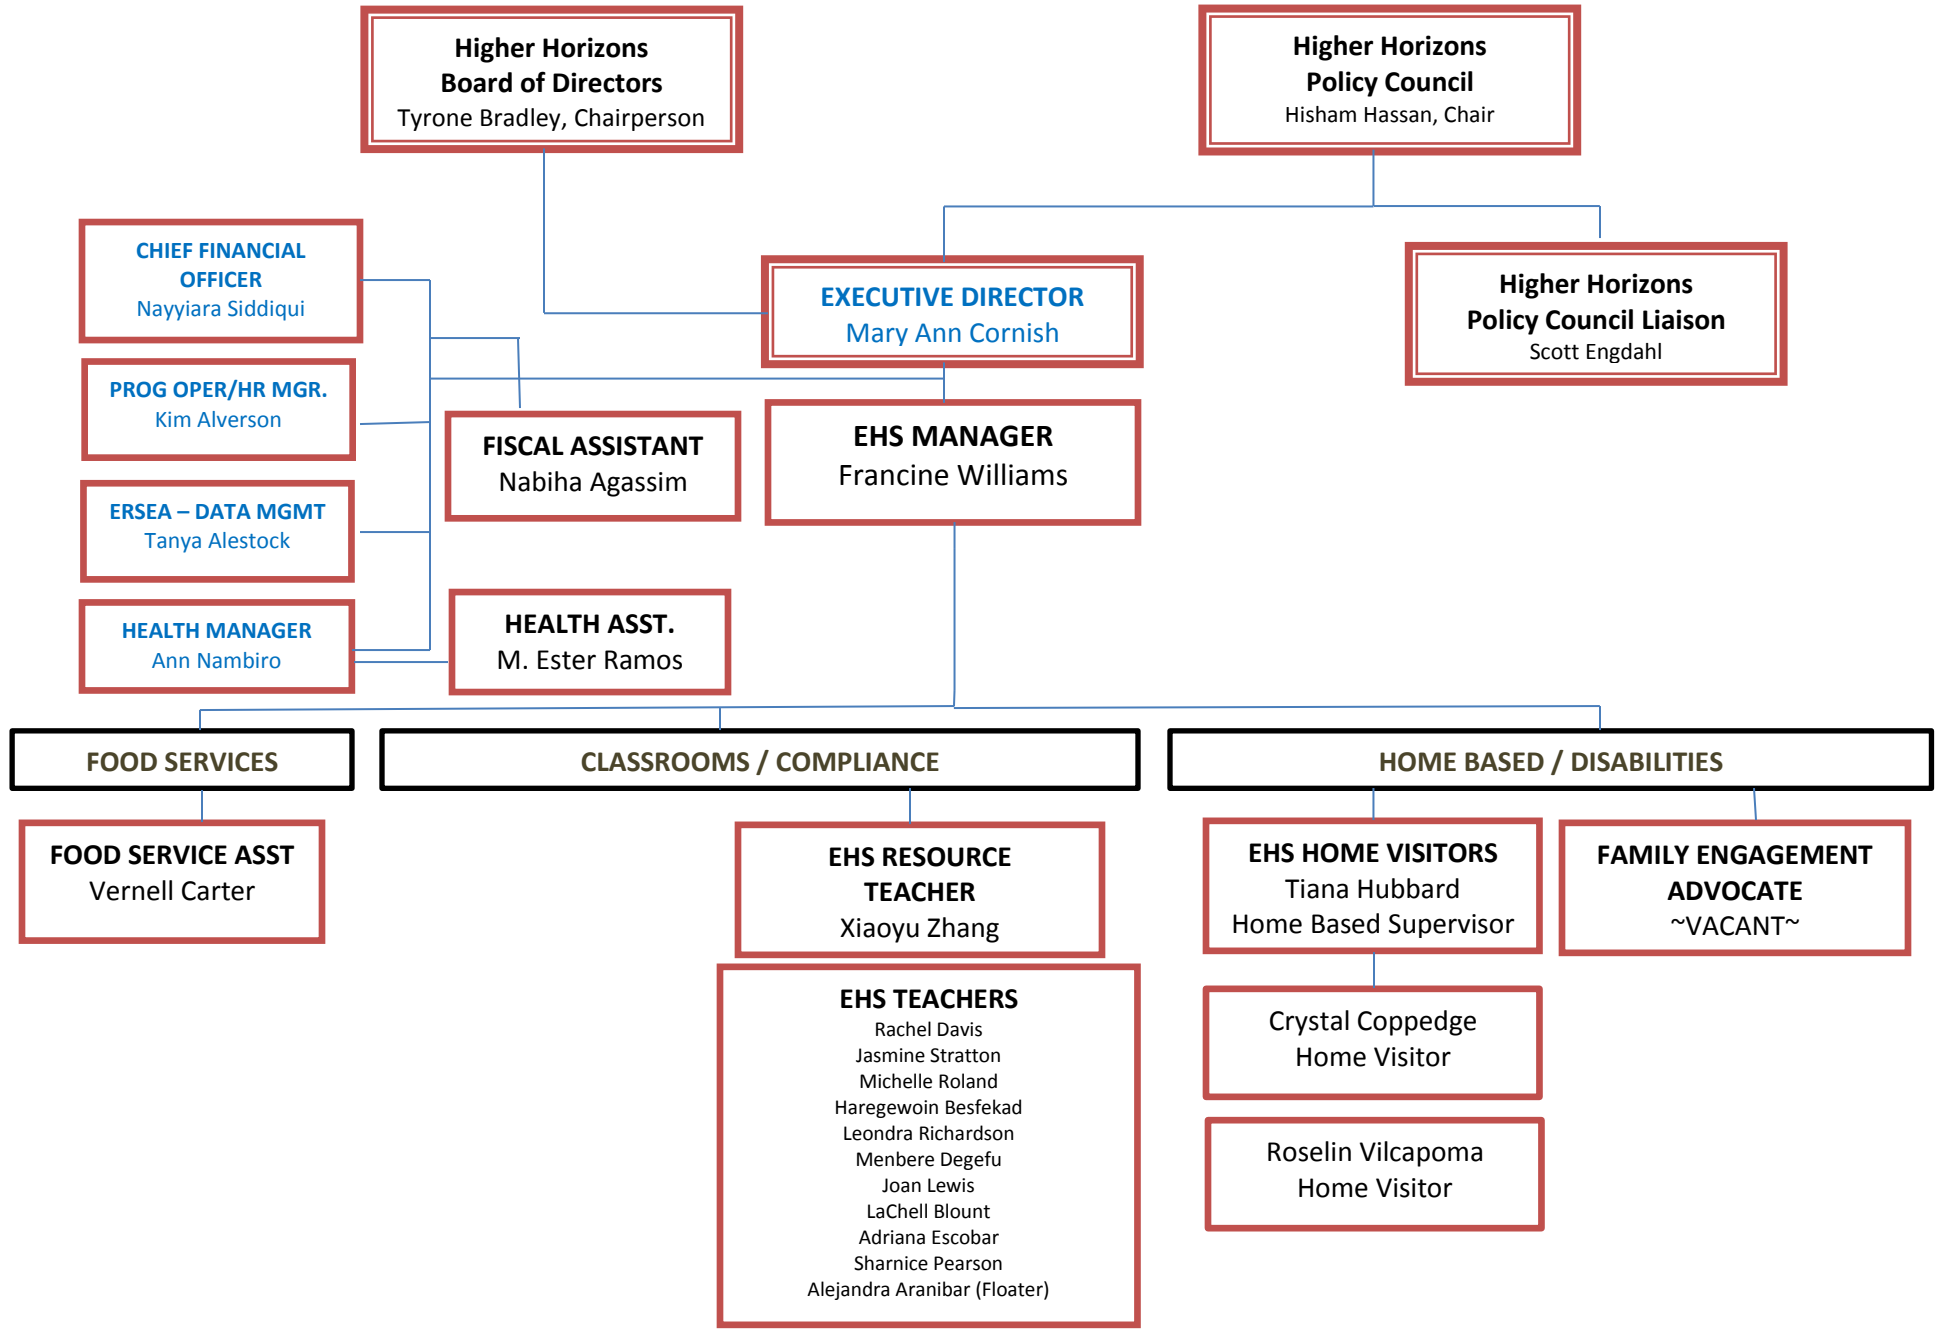 Higher Horizons
Board of Directors
Tyrone Bradley, Chairperson
Higher Horizons
Policy Council
Hisham Hassan, Chair
CHIEF FINANCIAL
OFFICER
Nayyiara Siddiqui
EXECUTIVE DIRECTOR
Mary Ann Cornish
Higher Horizons
Policy Council Liaison
Scott Engdahl
PROG OPER/HR MGR.
Kim Alverson
FISCAL ASSISTANT
Nabiha Agassim
EHS MANAGER
Francine Williams
ERSEA – DATA MGMT
Tanya Alestock
HEALTH MANAGER
Ann Nambiro
HEALTH ASST.
M. Ester Ramos
FOOD SERVICES
CLASSROOMS / COMPLIANCE
HOME BASED / DISABILITIES
FOOD SERVICE ASST
Vernell Carter
EHS RESOURCE
TEACHER
Xiaoyu Zhang
EHS HOME VISITORS
Tiana Hubbard
Home Based Supervisor
FAMILY ENGAGEMENT
ADVOCATE
~VACANT~
EHS TEACHERS
Rachel Davis
Jasmine Stratton
Michelle Roland
Haregewoin Besfekad
Leondra Richardson
Menbere Degefu
Joan Lewis
LaChell Blount
Adriana Escobar
Sharnice Pearson
Alejandra Aranibar (Floater)
Crystal Coppedge
Home Visitor
Roselin Vilcapoma
Home Visitor